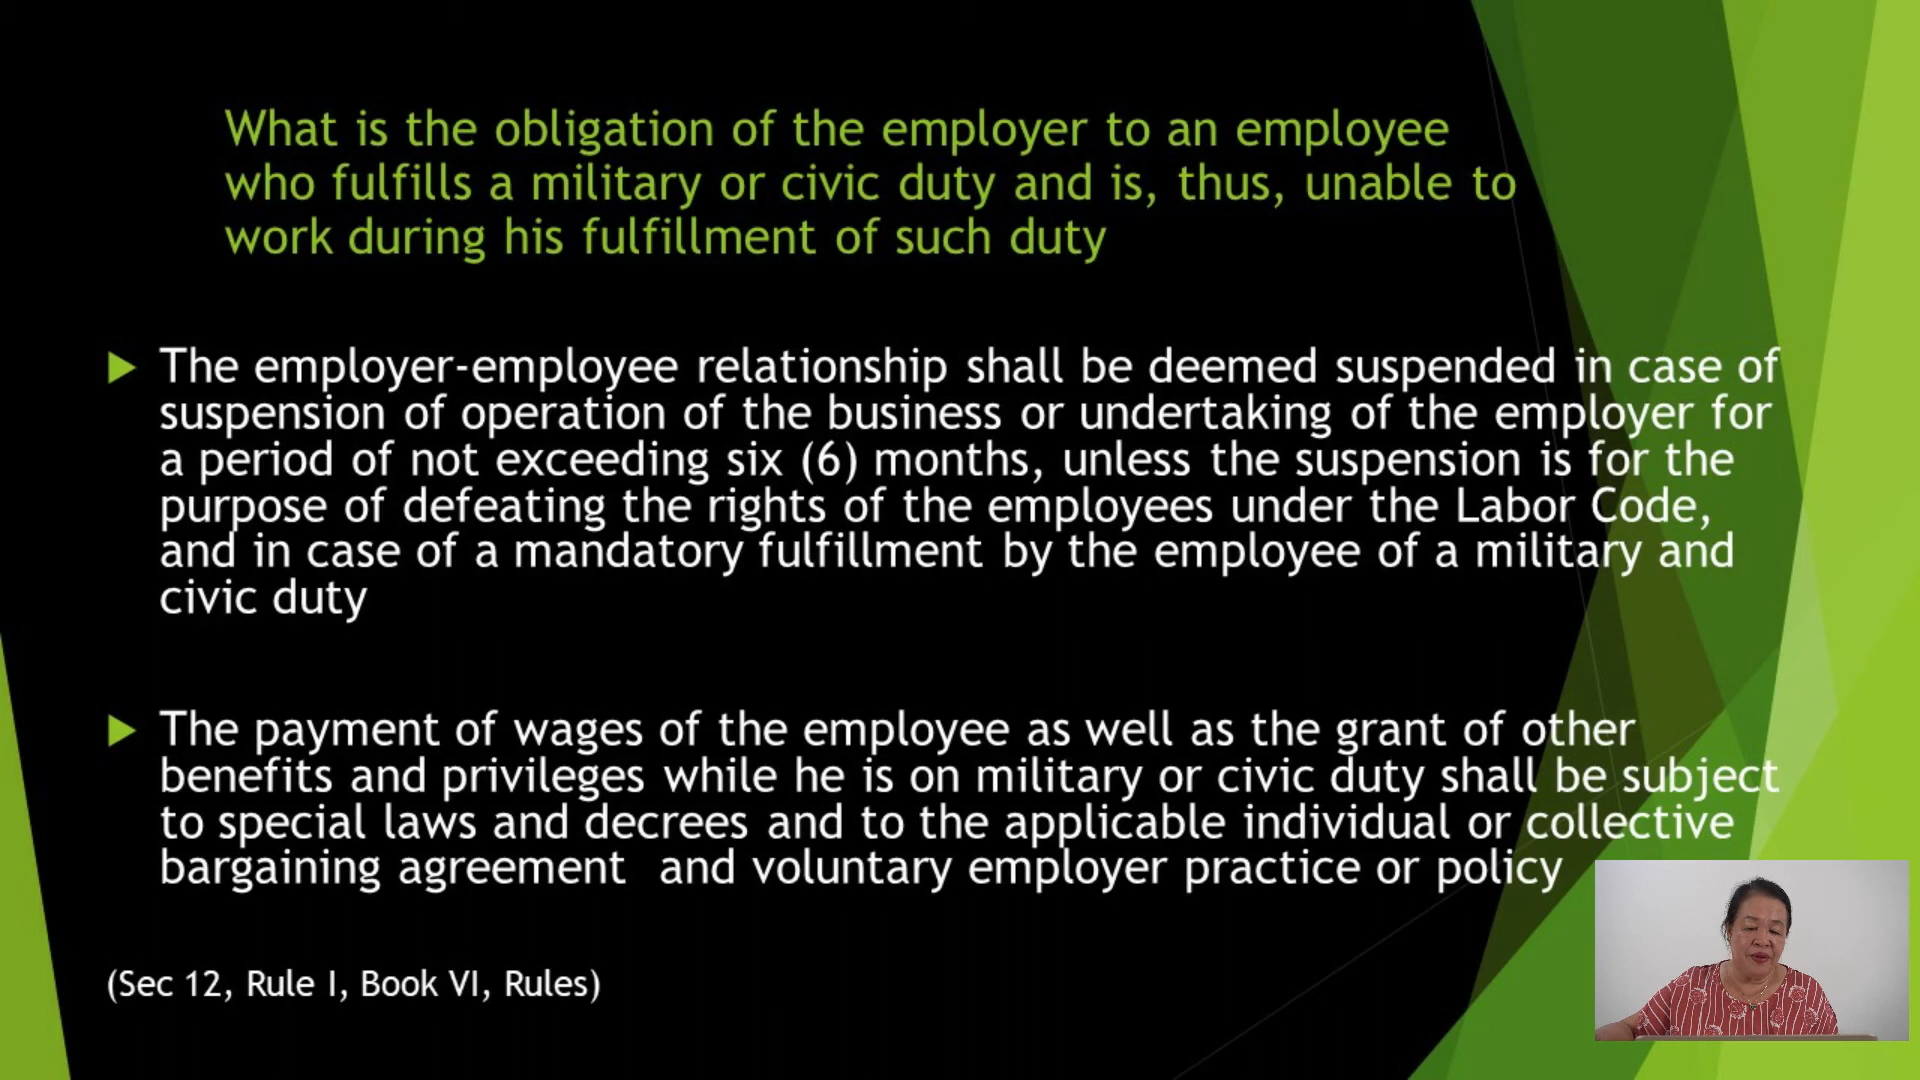 What is the obligation of the employer to an employee
who fulfills a military or civic duty and is, thus, unable to
work during his fulfillment of such duty
The employer-employee relationship shall be deemed suspended in case of
suspension of operation of the business or undertaking of the employer for
a period of not exceeding six (6) months, unless the suspension is for the
purpose of defeating the rights of the employees under the Labor Code,
and in case of a mandatory fulfillment by the employee of a military and
civic duty
The payment of wages of the employee as well as the grant of other
benefits and privileges while he is on military or civic duty shall be subject
to special laws and decrees and to the applicable individual or collective
bargaining agreement and voluntary employer practice or policy
(Sec 12, Rule I, Book VI, Rules)